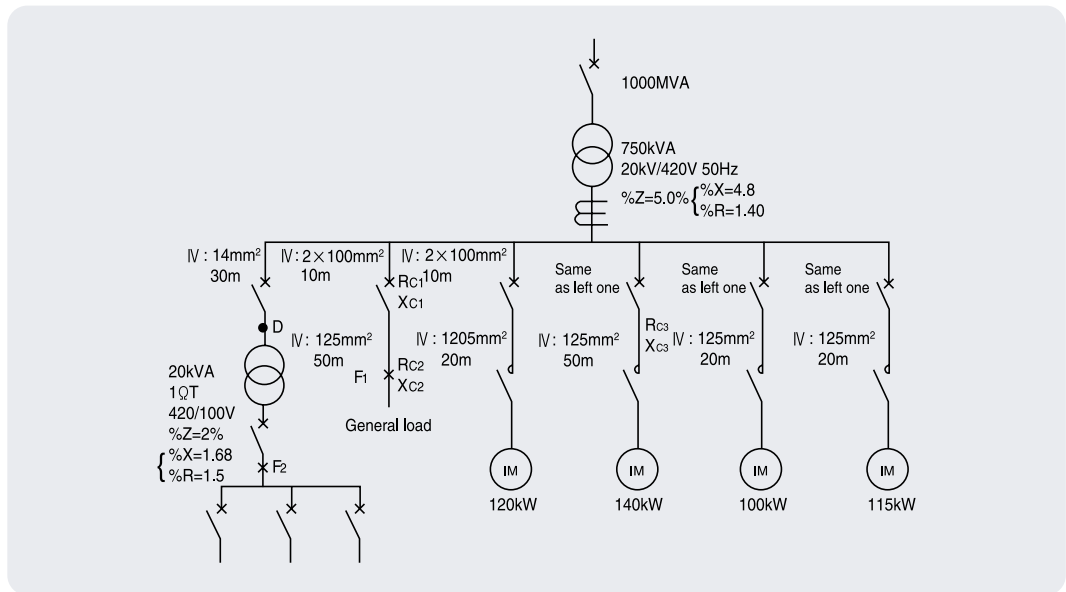 1000MVA
750kVA
20kV/420V 50Hz
%Z=5.0% { %X=4.8
%R=1.40
IV : 14mm²
30m
IV : 2×100mm²
10m
IV : 2×100mm²
10m
RC1
XC1
Same
as left one
Same
as left one
Same
as left one
D
IV : 125mm²
50m
IV : 1205mm²
20m
IV : 125mm²
50m
RC3
XC3
IV : 125mm²
20m
IV : 125mm²
20m
F1
RC2
XC2
General load
20kVA
1ΩT
420/100V
%Z=2%
{ %X=1.68
%R=1.5
F2
IM
IM
IM
IM
120kW
140kW
100kW
115kW